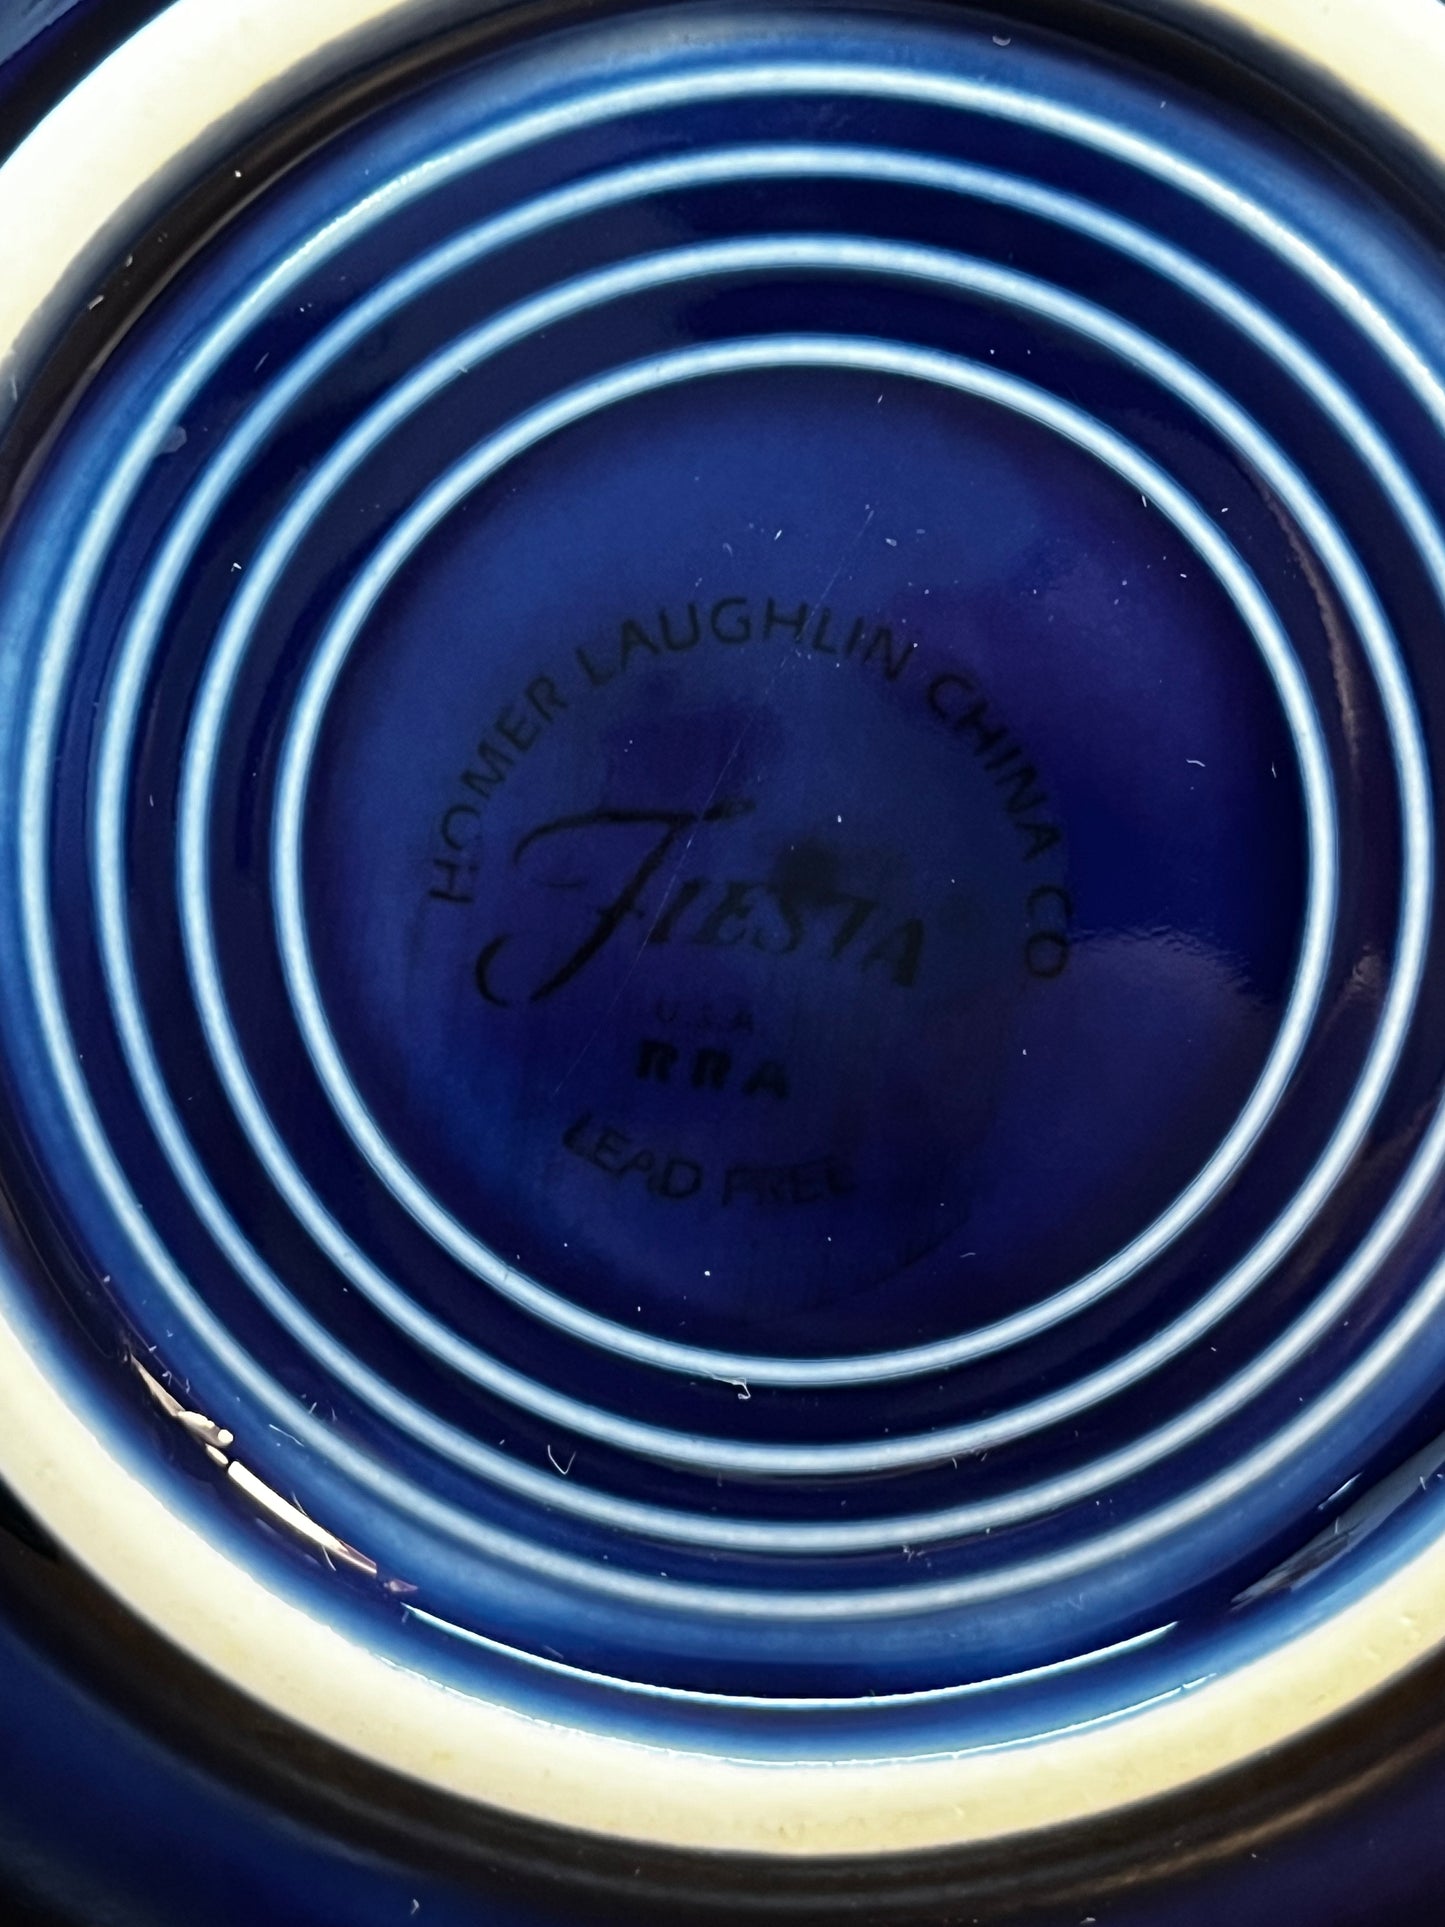 HOMER LAUGHLIN CHINA CO
FIESTA
U.S.A
RRA
LEAD FREE